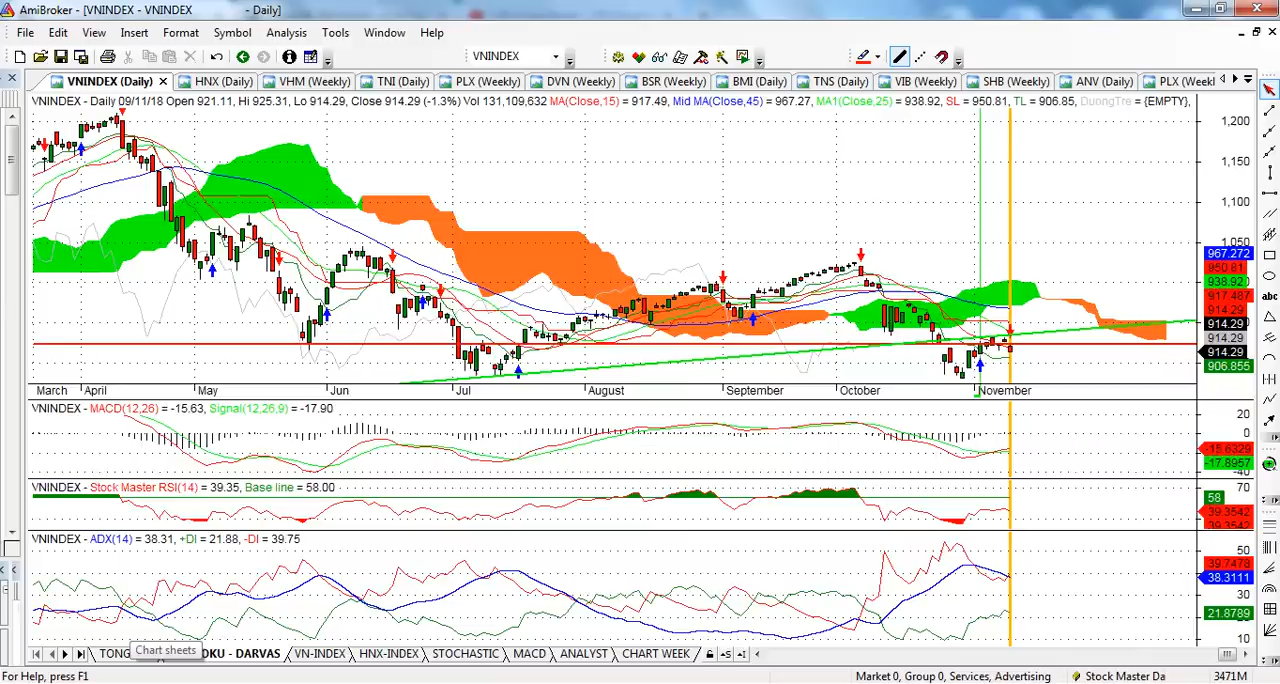 AmiBroker - [VNINDEX - VNINDEX - Daily]
File Edit View Insert Format Symbol Analysis Tools Window Help
VNINDEX
VNINDEX (Daily) HNX (Daily) VHM (Weekly) TNI (Daily) PLX (Weekly) DVN (Weekly) BSR (Weekly) BMI (Daily) TNS (Daily) VIB (Weekly) SHB (Weekly) ANV (Daily) PLX (Weekl
VNINDEX - Daily 09/11/18 Open 921.11, Hi 925.31, Lo 914.29, Close 914.29 (-1.3%) Vol 131,109,632 MA(Close,15) = 917.49, Mid MA(Close,45) = 967.27, MA1(Close,25) = 938.92, SL = 950.81, TL = 906.85, DuongTre = {EMPTY},
1,200
1,150
1,100
1,050
967.272
950.81
938.920
917.487
914.29
914.29
914.29
914.29
906.855
abc
March April May Jun Jul August September October November
VNINDEX - MACD(12,26) = -15.63, Signal(12,26,9) = -17.90
20
0
-15.6329
-17.8957
-40
VNINDEX - Stock Master RSI(14) = 39.35, Base line = 58.00
70
58
39.3542
39.3542
VNINDEX - ADX(14) = 38.31, +DI = 21.88, -DI = 39.75
50
39.7478
38.3111
30
21.8789
10
Chart sheets
TONG OKU - DARVAS VN-INDEX HNX-INDEX STOCHASTIC MACD ANALYST CHART WEEK
For Help, press F1 Market 0, Group 0, Services, Advertising Stock Master Da 3471M